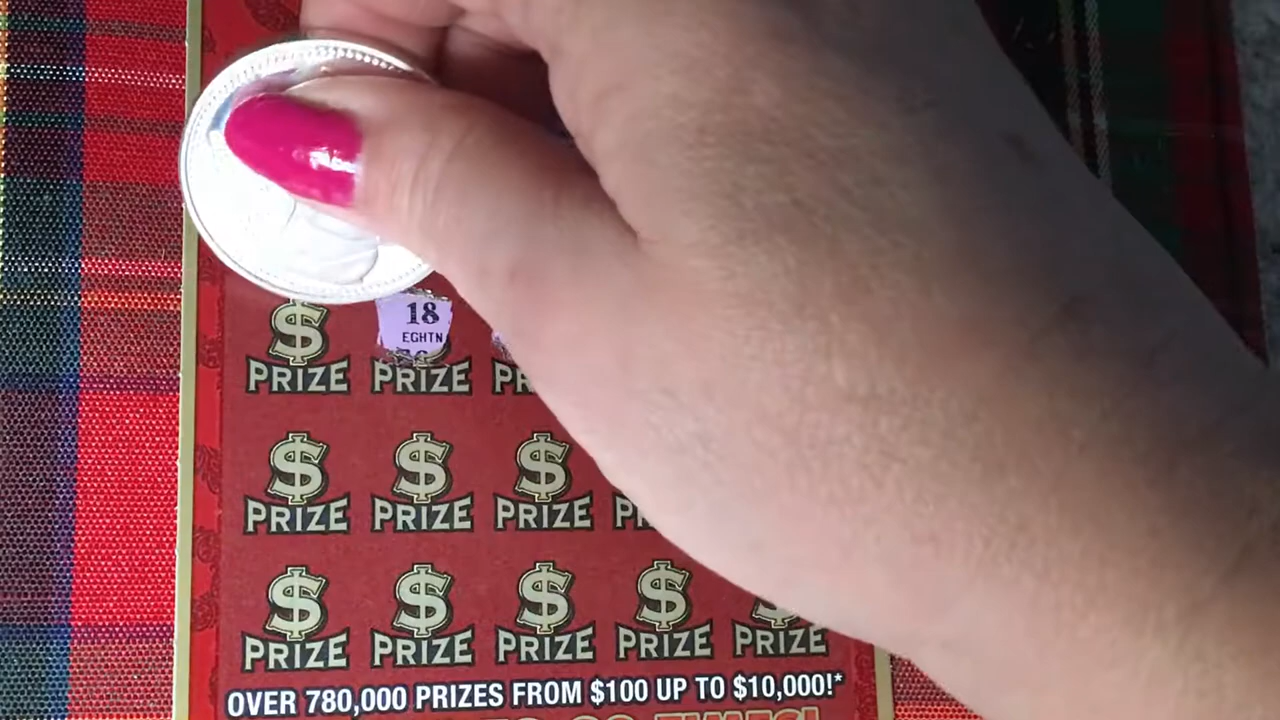 18
EGHTN
$ $
PRIZE PRIZE
$ $ $
PRIZE PRIZE PRIZE
$ $ $ $ $
PRIZE PRIZE PRIZE PRIZE PRIZE
OVER 780,000 PRIZES FROM $100 UP TO $10,000!*